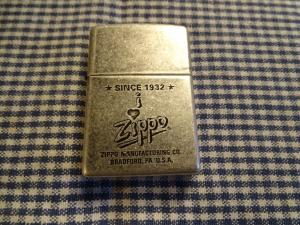 ★ SINCE 1932 ★
i
♥
Zippo
ZIPPO MANUFACTURING CO.
BRADFORD, PA. U.S.A.